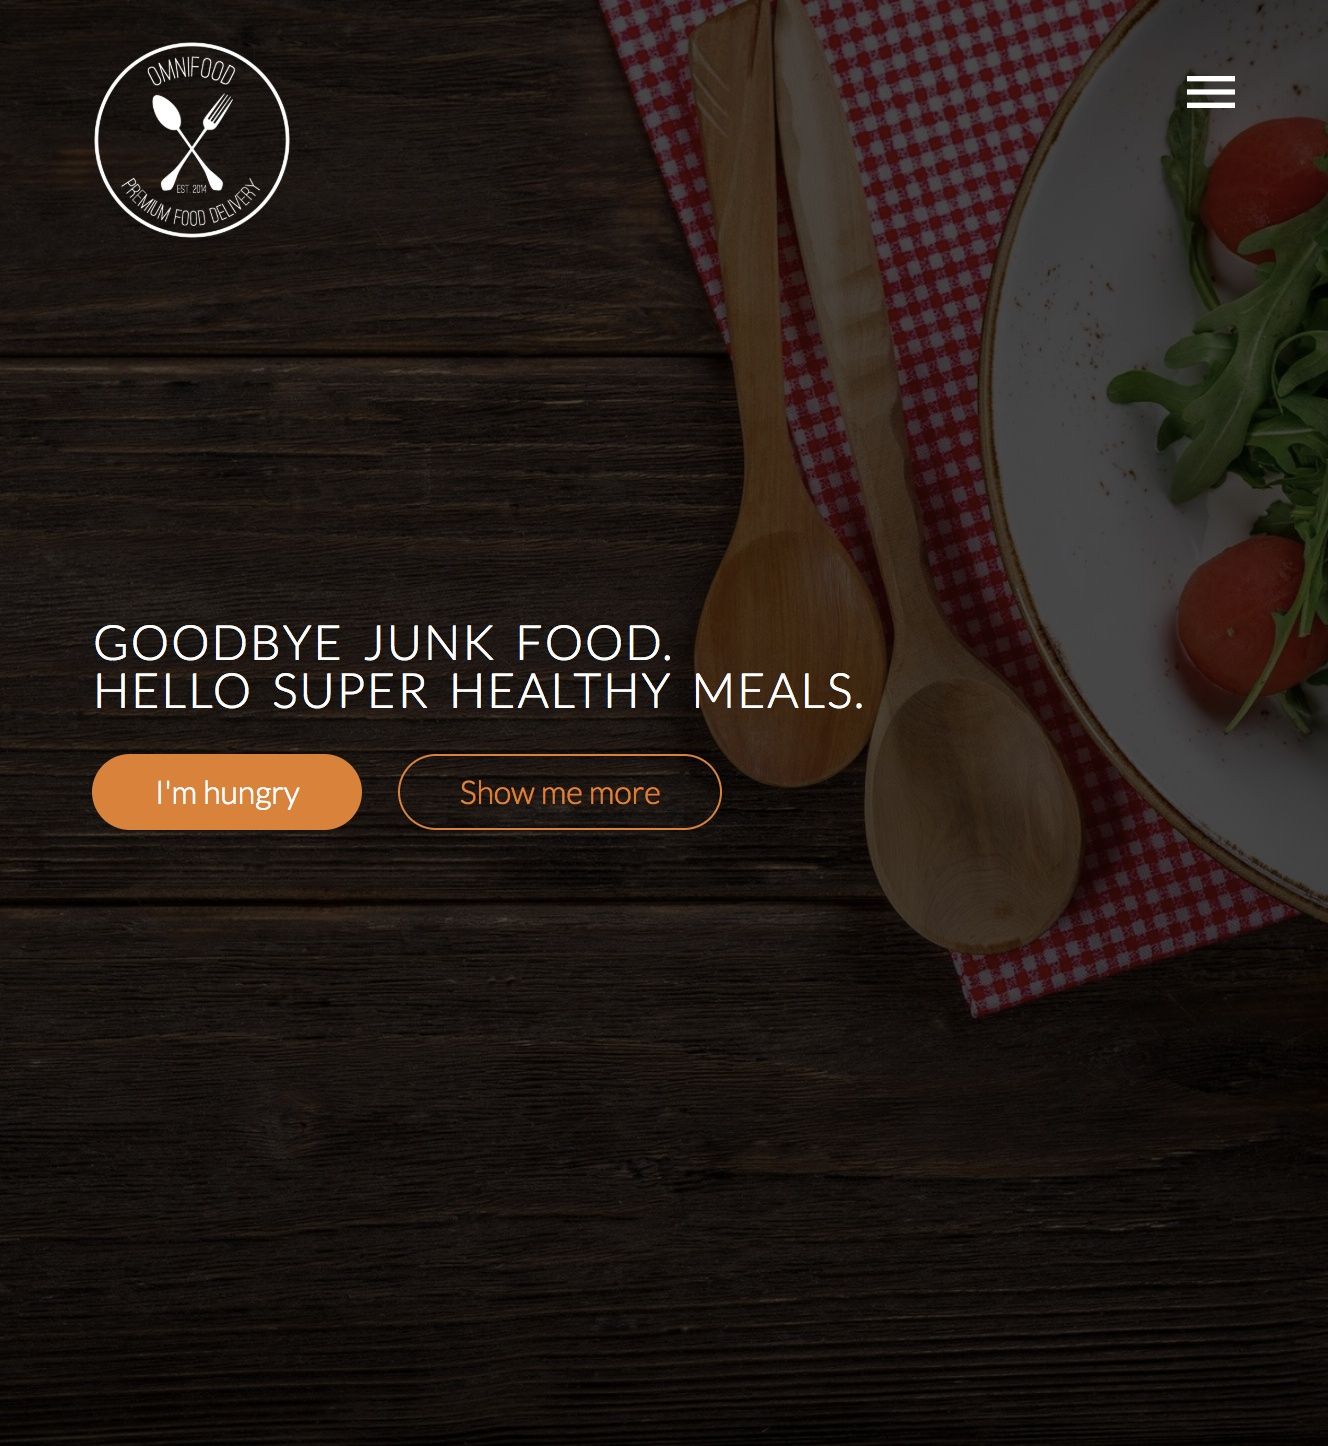 OMNIFOOD
EST. 2014
PREMIUM FOOD DELIVERY
GOODBYE JUNK FOOD.
HELLO SUPER HEALTHY MEALS.
I'm hungry
Show me more